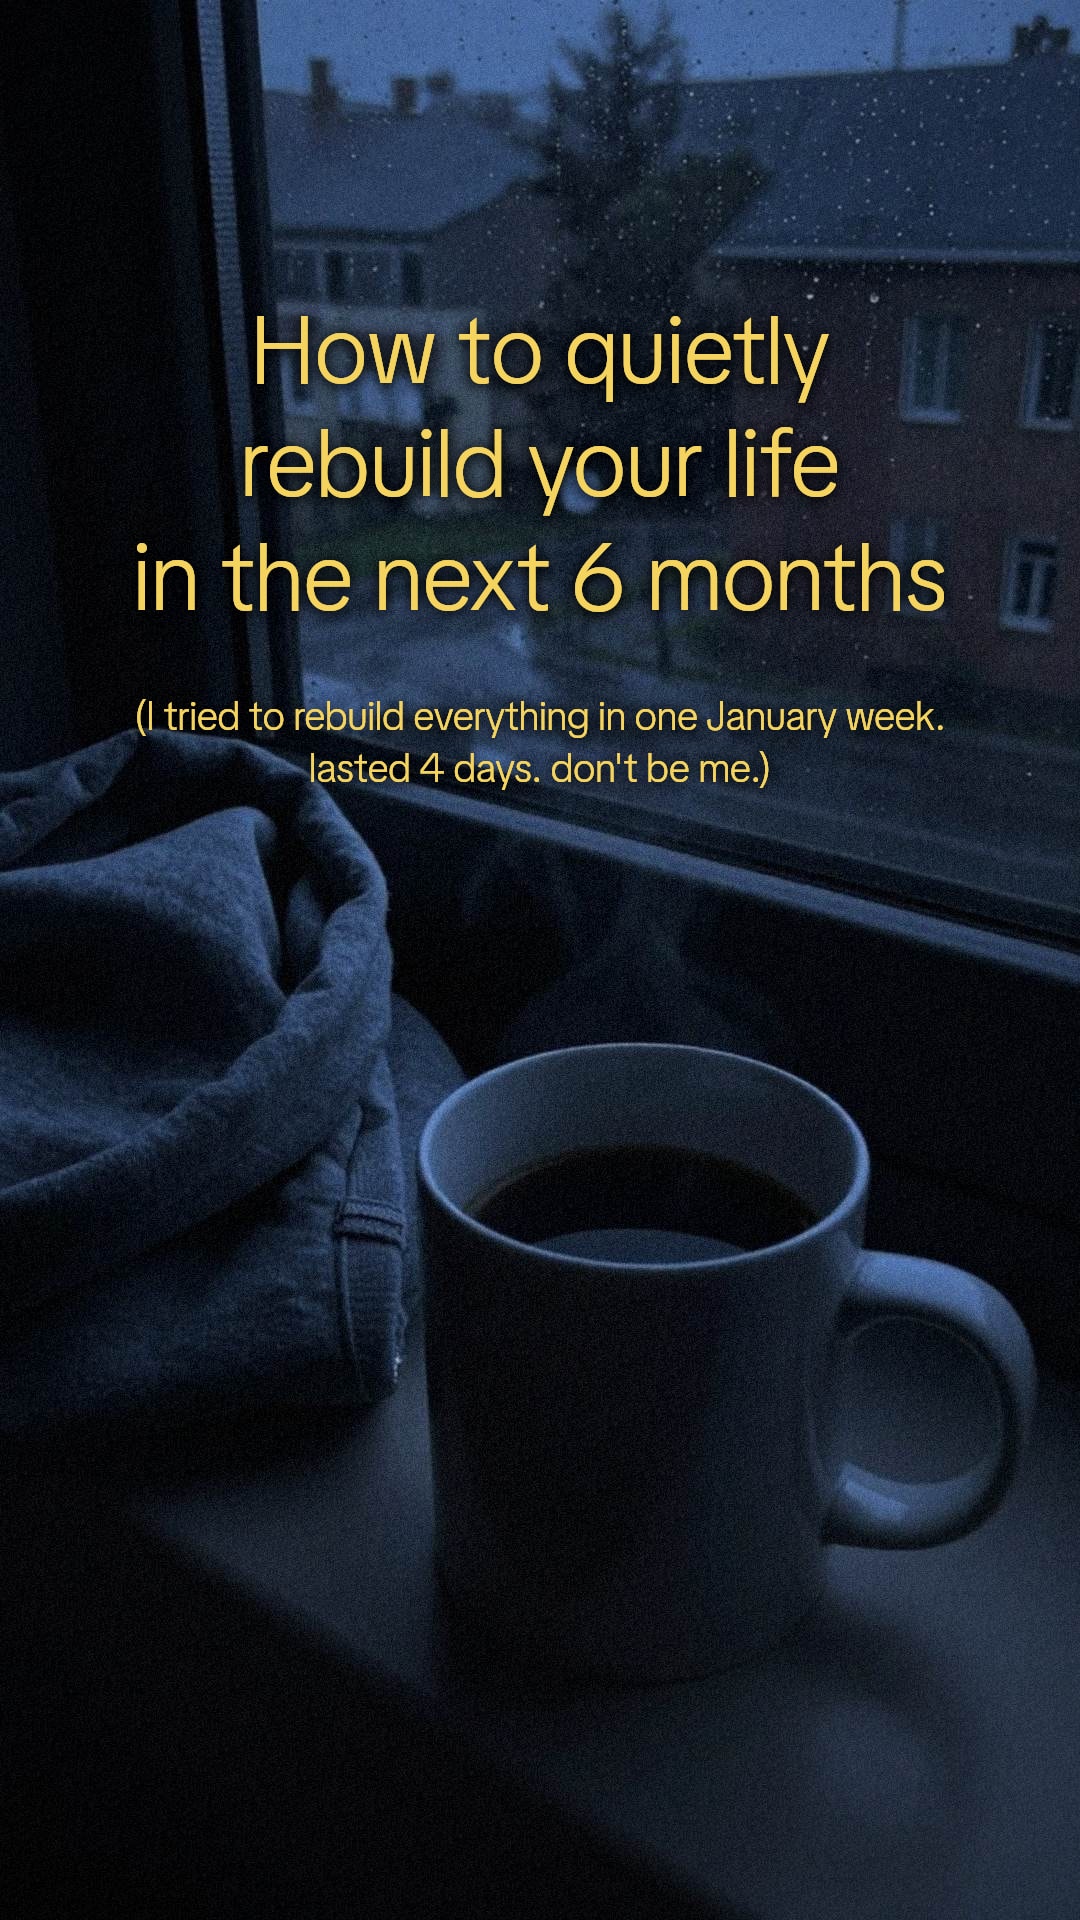 How to quietly
rebuild your life
in the next 6 months
(I tried to rebuild everything in one January week.
lasted 4 days. don't be me.)